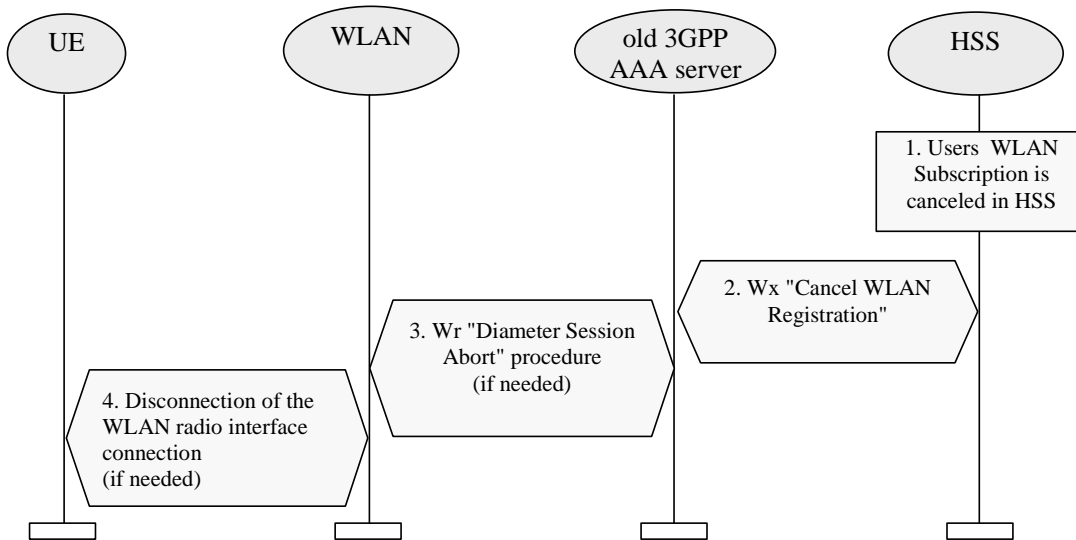 UE
WLAN
old 3GPP
AAA server
HSS
1. Users WLAN
Subscription is
canceled in HSS
2. Wx "Cancel WLAN
Registration"
3. Wr "Diameter Session
Abort" procedure
(if needed)
4. Disconnection of the
WLAN radio interface
connection
(if needed)